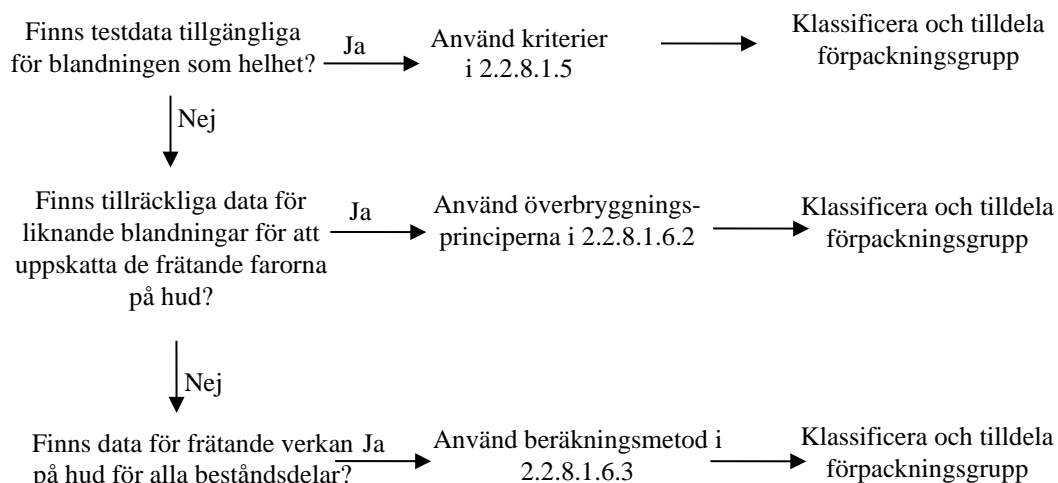 Finns testdata tillgängliga
för blandningen som helhet?
Ja
Använd kriterier
i 2.2.8.1.5
Klassificera och tilldela
förpackningsgrupp
Nej
Finns tillräckliga data för
liknande blandningar för att
uppskatta de frätande farorna
på hud?
Ja
Använd överbryggnings-
principerna i 2.2.8.1.6.2
Klassificera och tilldela
förpackningsgrupp
Nej
Finns data för frätande verkan
på hud för alla beståndsdelar?
Ja
Använd beräkningsmetod i
2.2.8.1.6.3
Klassificera och tilldela
förpackningsgrupp